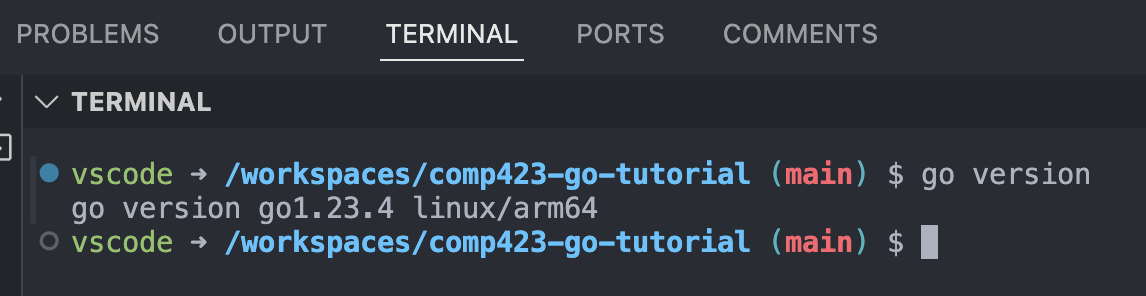 PROBLEMS OUTPUT TERMINAL PORTS COMMENTS
TERMINAL
vscode ➜ /workspaces/comp423-go-tutorial (main) $ go version
go version go1.23.4 linux/arm64
vscode ➜ /workspaces/comp423-go-tutorial (main) $